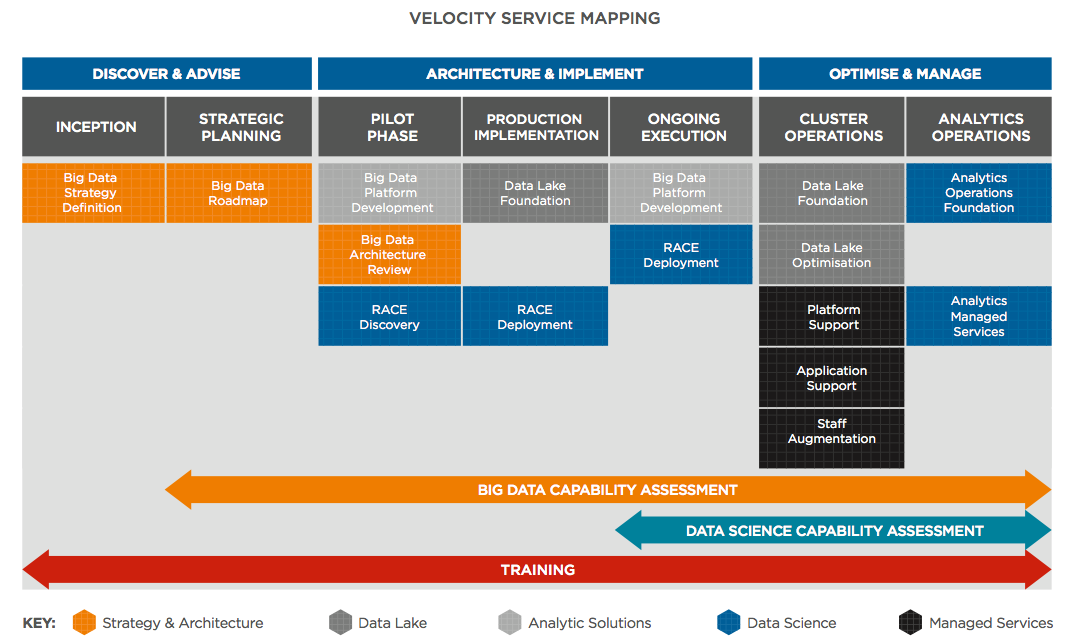 VELOCITY SERVICE MAPPING
DISCOVER & ADVISE
ARCHITECTURE & IMPLEMENT
OPTIMISE & MANAGE
INCEPTION
STRATEGIC
PLANNING
PILOT
PHASE
PRODUCTION
IMPLEMENTATION
ONGOING
EXECUTION
CLUSTER
OPERATIONS
ANALYTICS
OPERATIONS
Big Data
Strategy
Definition
Big Data
Roadmap
Big Data
Platform
Development
Data Lake
Foundation
Big Data
Platform
Development
Data Lake
Foundation
Analytics
Operations
Foundation
Big Data
Architecture
Review
RACE
Deployment
Data Lake
Optimisation
RACE
Discovery
RACE
Deployment
Platform
Support
Analytics
Managed
Services
Application
Support
Staff
Augmentation
BIG DATA CAPABILITY ASSESSMENT
DATA SCIENCE CAPABILITY ASSESSMENT
TRAINING
KEY:
Strategy & Architecture
Data Lake
Analytic Solutions
Data Science
Managed Services